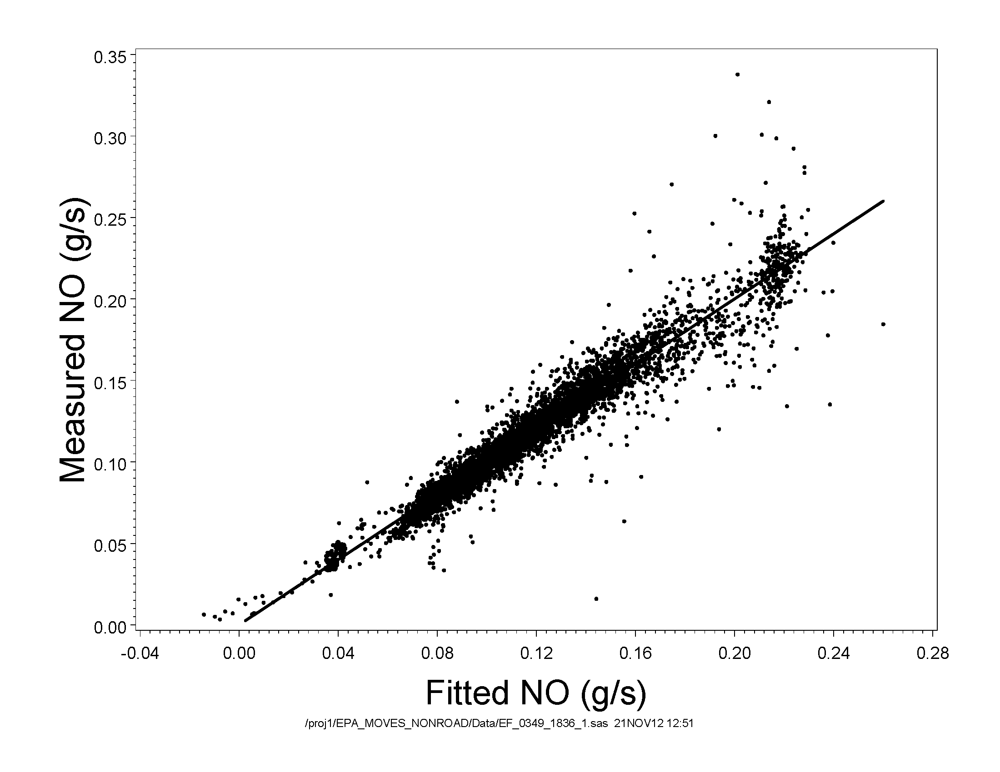 0.35
0.30
0.25
0.20
0.15
0.10
0.05
0.00
Measured NO (g/s)
-0.04 0.00 0.04 0.08 0.12 0.16 0.20 0.24 0.28
Fitted NO (g/s)
/proj1/EPA_MOVES_NONROAD/Data/EF_0349_1836_1.sas 21NOV12 12:51